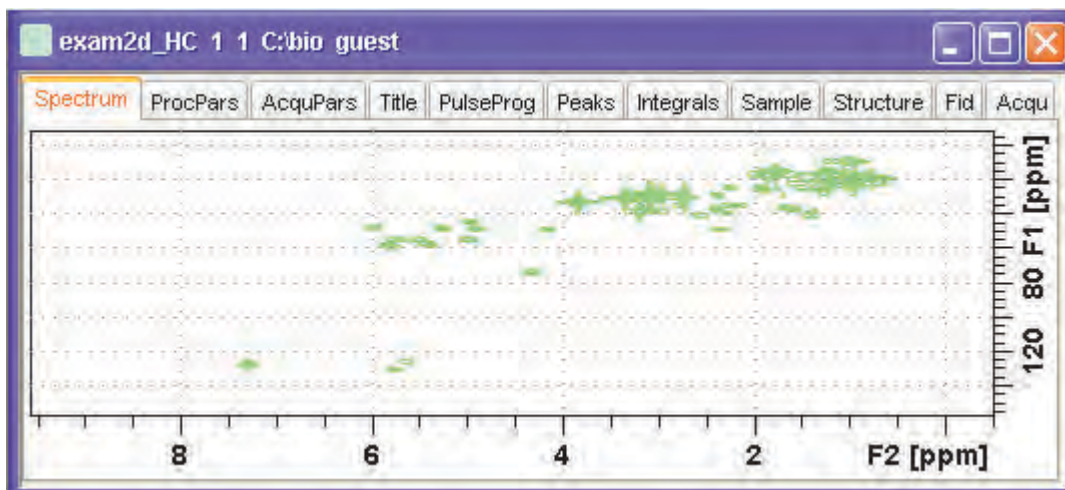 exam2d_HC 1 1 C:\bio guest
Spectrum ProcPars AcquPars Title PulseProg Peaks Integrals Sample Structure Fid Acqu
F1 [ppm]
80
120
8 6 4 2 F2 [ppm]